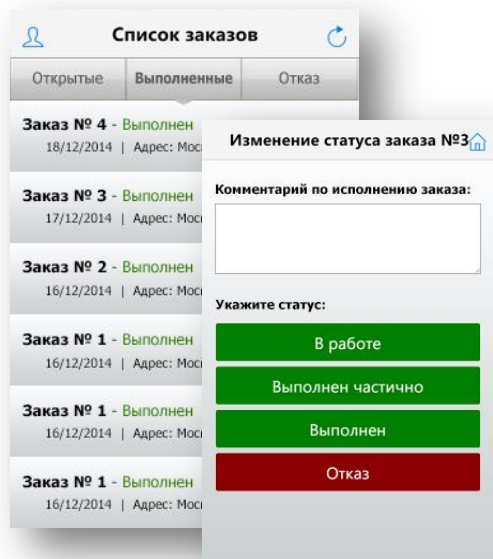 Список заказов
Открытые Выполненные Отказ
Заказ № 4 - Выполнен
18/12/2014 | Адрес: Мос
Заказ № 3 - Выполнен
17/12/2014 | Адрес: Мос
Заказ № 2 - Выполнен
16/12/2014 | Адрес: Мос
Заказ № 1 - Выполнен
16/12/2014 | Адрес: Мос
Заказ № 1 - Выполнен
16/12/2014 | Адрес: Мос
Заказ № 1 - Выполнен
16/12/2014 | Адрес: Мос
Изменение статуса заказа №3
Комментарий по исполнению заказа:
Укажите статус:
В работе
Выполнен частично
Выполнен
Отказ